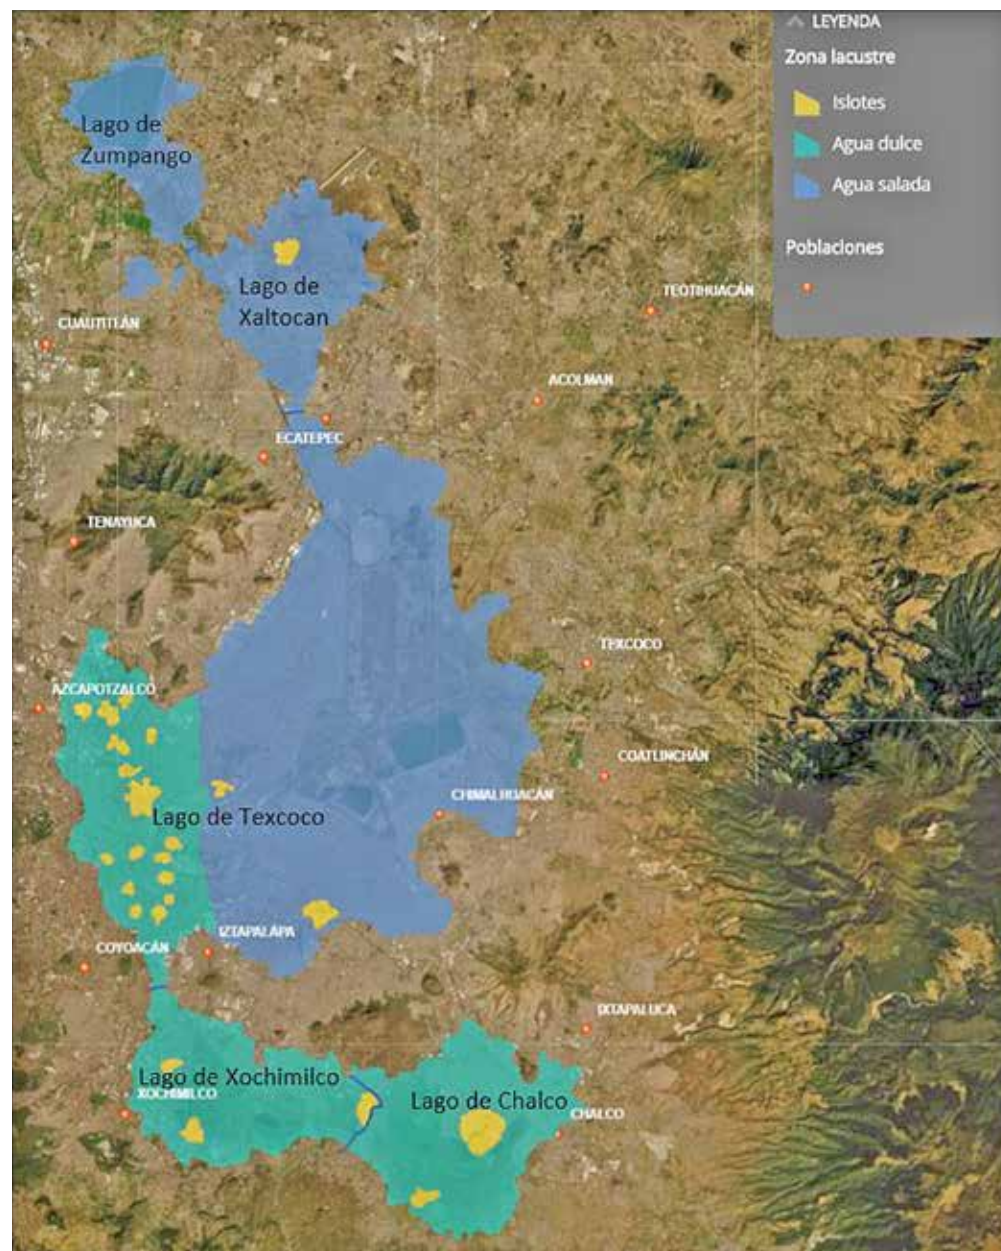 LEYENDA
Zona lacustre
Islotes
Agua dulce
Agua salada
Poblaciones
Lago de
Zumpango
Lago de
Xaltocan
TEOTIHUACÁN
CUAUTITLÁN
ACOLMAN
ECATEPEC
TENAYUCA
TEXCOCO
AZCAPOTZALCO
COATLINCHÁN
CHIMALHUACÁN
Lago de Texcoco
IZTAPALAPA
COYOACÁN
IXTAPALUCA
Lago de Xochimilco
XOCHIMILCO
Lago de Chalco
CHALCO